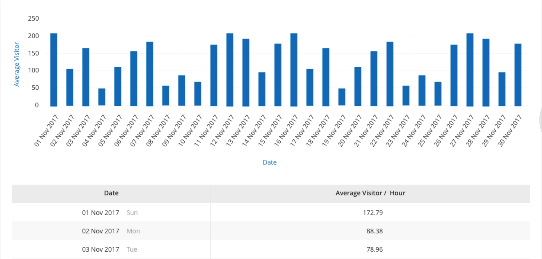 250
200
150
100
50
0
Average Visitor
01 Nov 2017
02 Nov 2017
03 Nov 2017
04 Nov 2017
05 Nov 2017
06 Nov 2017
07 Nov 2017
08 Nov 2017
09 Nov 2017
10 Nov 2017
11 Nov 2017
12 Nov 2017
13 Nov 2017
14 Nov 2017
15 Nov 2017
16 Nov 2017
17 Nov 2017
18 Nov 2017
19 Nov 2017
20 Nov 2017
21 Nov 2017
22 Nov 2017
23 Nov 2017
24 Nov 2017
25 Nov 2017
26 Nov 2017
27 Nov 2017
28 Nov 2017
29 Nov 2017
30 Nov 2017
Date
Date Average Visitor / Hour
01 Nov 2017 Sun 172.79
02 Nov 2017 Mon 88.38
03 Nov 2017 Tue 78.96